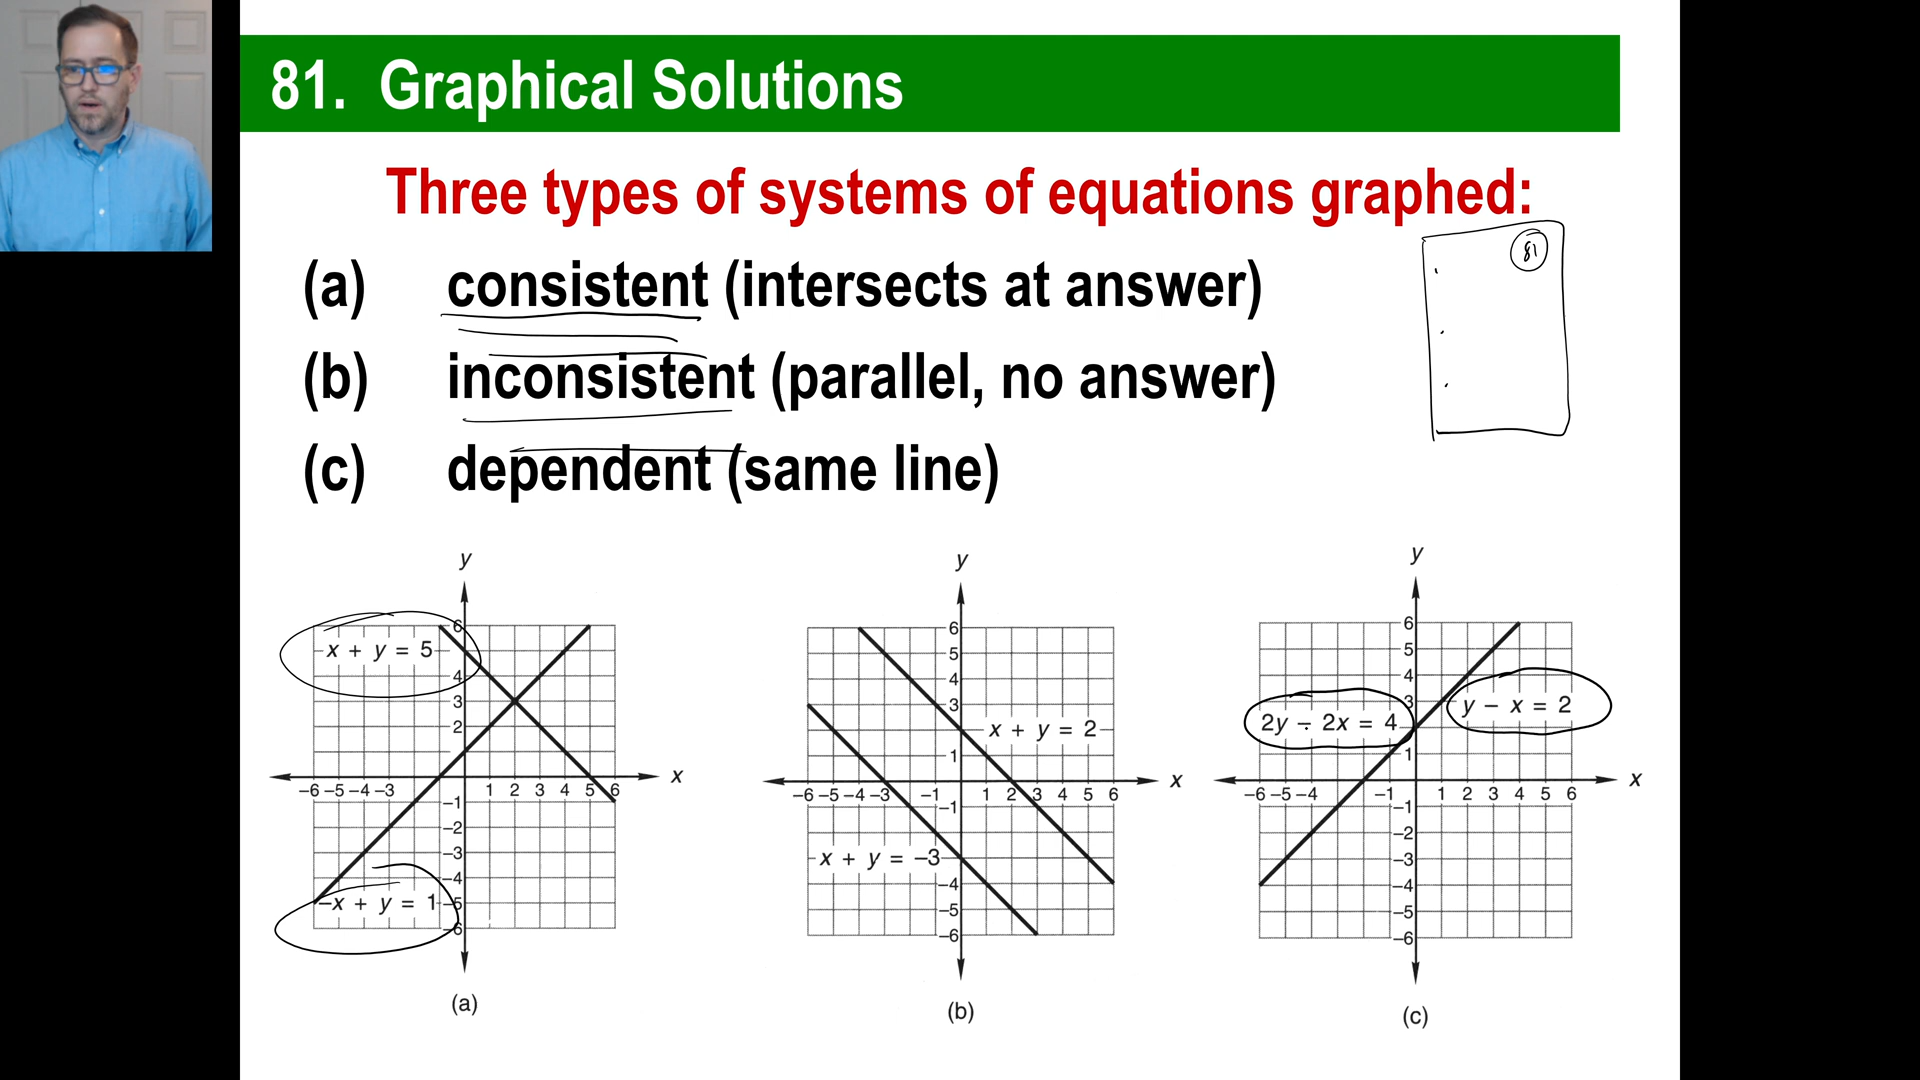 81. Graphical Solutions
Three types of systems of equations graphed:
81
(a) consistent (intersects at answer)
(b) inconsistent (parallel, no answer)
(c) dependent (same line)
y
6
x + y = 5
4
3
2
x
-6 -5 -4 -3 1 2 3 4 5 6
-1
-2
-3
-4
-x + y = 1
-5
-6
(a)
y
6
5
4
3
x + y = 2
1
x
-6 -5 -4 -3 -1 1 2 3 4 5 6
-1
x + y = -3
-4
-5
-6
(b)
y
6
5
4
3
y - x = 2
2y - 2x = 4
1
x
-6 -5 -4 -1 1 2 3 4 5 6
-1
-2
-3
-4
-5
-6
(c)